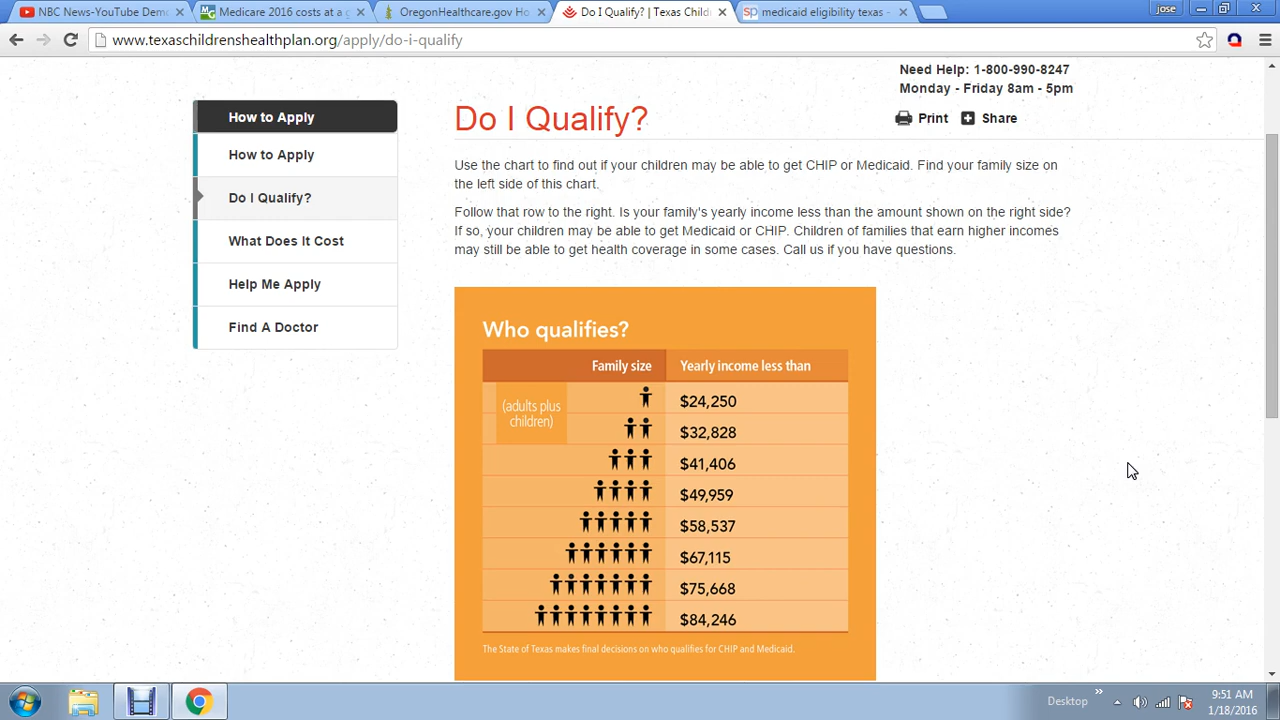 NBC News-YouTube Demo
Medicare 2016 costs at a g
OregonHealthcare.gov Ho
Do I Qualify? | Texas Child
medicaid eligibility texas -
jose
www.texaschildrenshealthplan.org/apply/do-i-qualify
Need Help: 1-800-990-8247
Monday - Friday 8am - 5pm
How to Apply
Do I Qualify?
Print
Share
How to Apply
Do I Qualify?
What Does It Cost
Help Me Apply
Find A Doctor
Use the chart to find out if your children may be able to get CHIP or Medicaid. Find your family size on
the left side of this chart.
Follow that row to the right. Is your family's yearly income less than the amount shown on the right side?
If so, your children may be able to get Medicaid or CHIP. Children of families that earn higher incomes
may still be able to get health coverage in some cases. Call us if you have questions.
Who qualifies?
Family size Yearly income less than
(adults plus
children)
$24,250
$32,828
$41,406
$49,959
$58,537
$67,115
$75,668
$84,246
The State of Texas makes final decisions on who qualifies for CHIP and Medicaid.
Desktop
9:51 AM
1/18/2016